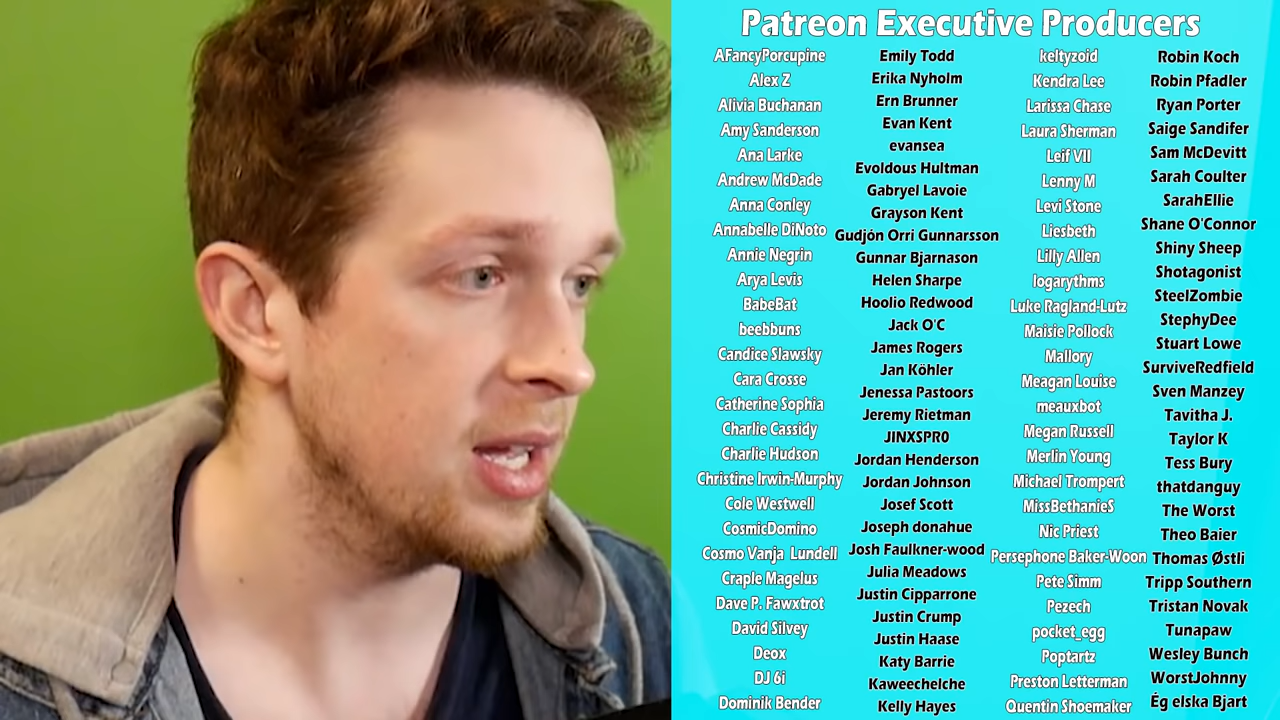 Patreon Executive Producers
AFancyPorcupine
Alex Z
Alivia Buchanan
Amy Sanderson
Ana Larke
Andrew McDade
Anna Conley
Annabelle DiNoto
Annie Negrin
Arya Levis
BabeBat
beebbuns
Candice Slawsky
Cara Crosse
Catherine Sophia
Charlie Cassidy
Charlie Hudson
Christine Irwin-Murphy
Cole Westwell
CosmicDomino
Cosmo Vanja Lundell
Craple Magelus
Dave P. Fawxtrot
David Silvey
Deox
DJ 6i
Dominik Bender
Emily Todd
Erika Nyholm
Ern Brunner
Evan Kent
evansea
Evoldous Hultman
Gabryel Lavoie
Grayson Kent
Gudjón Orri Gunnarsson
Gunnar Bjarnason
Helen Sharpe
Hoolio Redwood
Jack O'C
James Rogers
Jan Köhler
Jenessa Pastoors
Jeremy Rietman
JINXSPR0
Jordan Henderson
Jordan Johnson
Josef Scott
Joseph donahue
Josh Faulkner-wood
Julia Meadows
Justin Cipparrone
Justin Crump
Justin Haase
Katy Barrie
Kaweechelche
Kelly Hayes
keltyzoid
Kendra Lee
Larissa Chase
Laura Sherman
Leif VII
Lenny M
Levi Stone
Liesbeth
Lilly Allen
logarythms
Luke Ragland-Lutz
Maisie Pollock
Mallory
Meagan Louise
meauxbot
Megan Russell
Merlin Young
Michael Trompert
MissBethanieS
Nic Priest
Persephone Baker-Woon
Pete Simm
Pezech
pocket_egg
Poptartz
Preston Letterman
Quentin Shoemaker
Robin Koch
Robin Pfadler
Ryan Porter
Saige Sandifer
Sam McDevitt
Sarah Coulter
SarahEllie
Shane O'Connor
Shiny Sheep
Shotagonist
SteelZombie
StephyDee
Stuart Lowe
SurviveRedfield
Sven Manzey
Tavitha J.
Taylor K
Tess Bury
thatdanguy
The Worst
Theo Baier
Thomas Østli
Tripp Southern
Tristan Novak
Tunapaw
Wesley Bunch
WorstJohnny
Ég elska Bjart